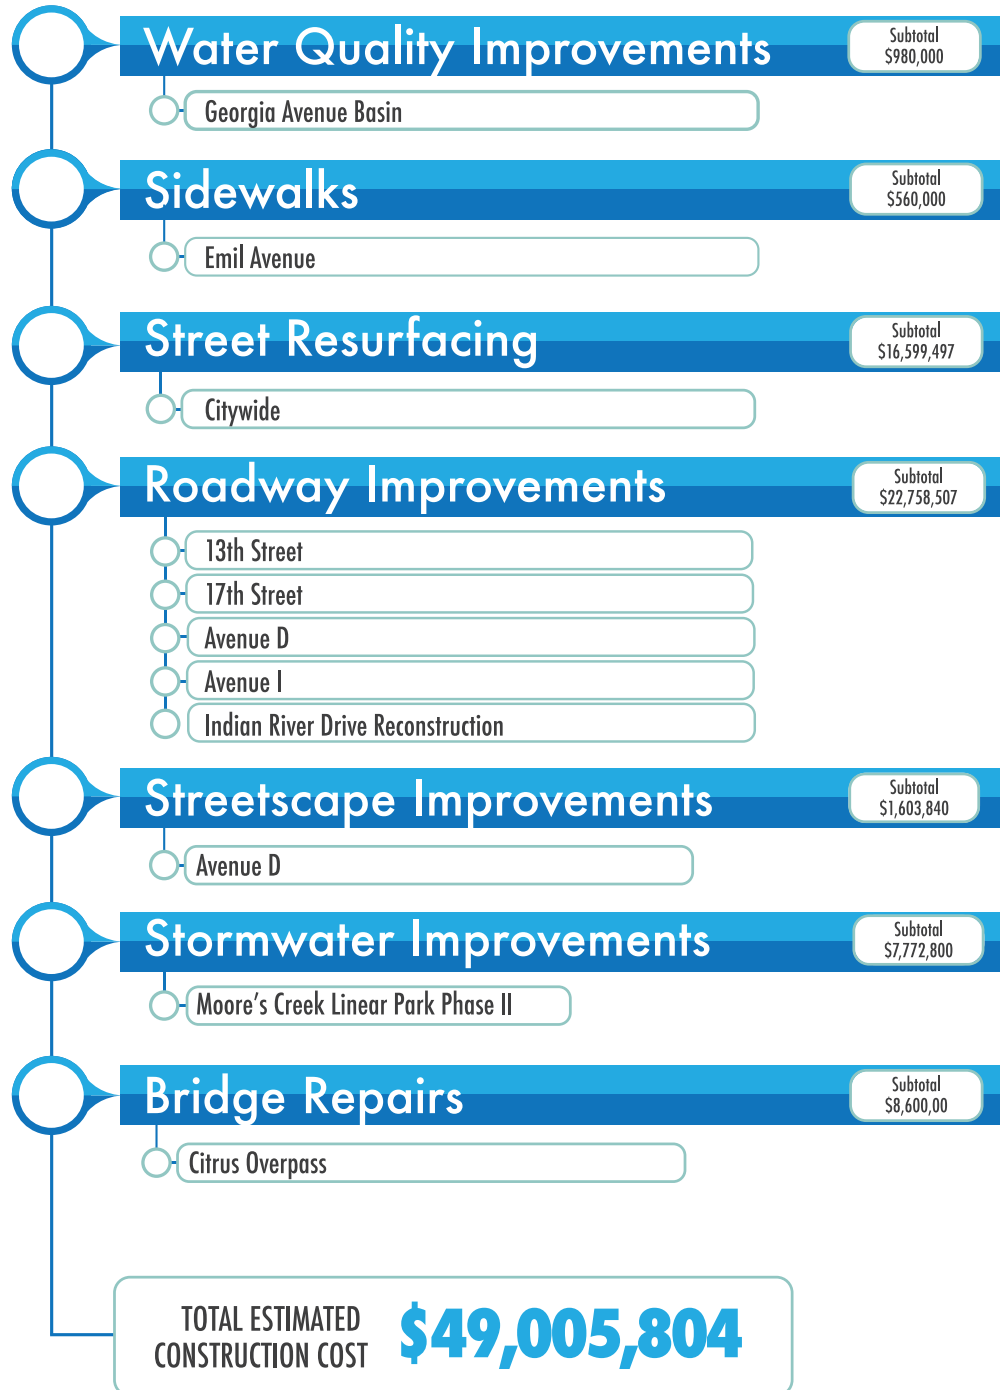 Water Quality Improvements
Subtotal
$980,000
Georgia Avenue Basin
Sidewalks
Subtotal
$560,000
Emil Avenue
Street Resurfacing
Subtotal
$16,599,497
Citywide
Roadway Improvements
Subtotal
$22,758,507
13th Street
17th Street
Avenue D
Avenue I
Indian River Drive Reconstruction
Streetscape Improvements
Subtotal
$1,603,840
Avenue D
Stormwater Improvements
Subtotal
$7,772,800
Moore's Creek Linear Park Phase II
Bridge Repairs
Subtotal
$8,600,00
Citrus Overpass
TOTAL ESTIMATED
CONSTRUCTION COST
$49,005,804